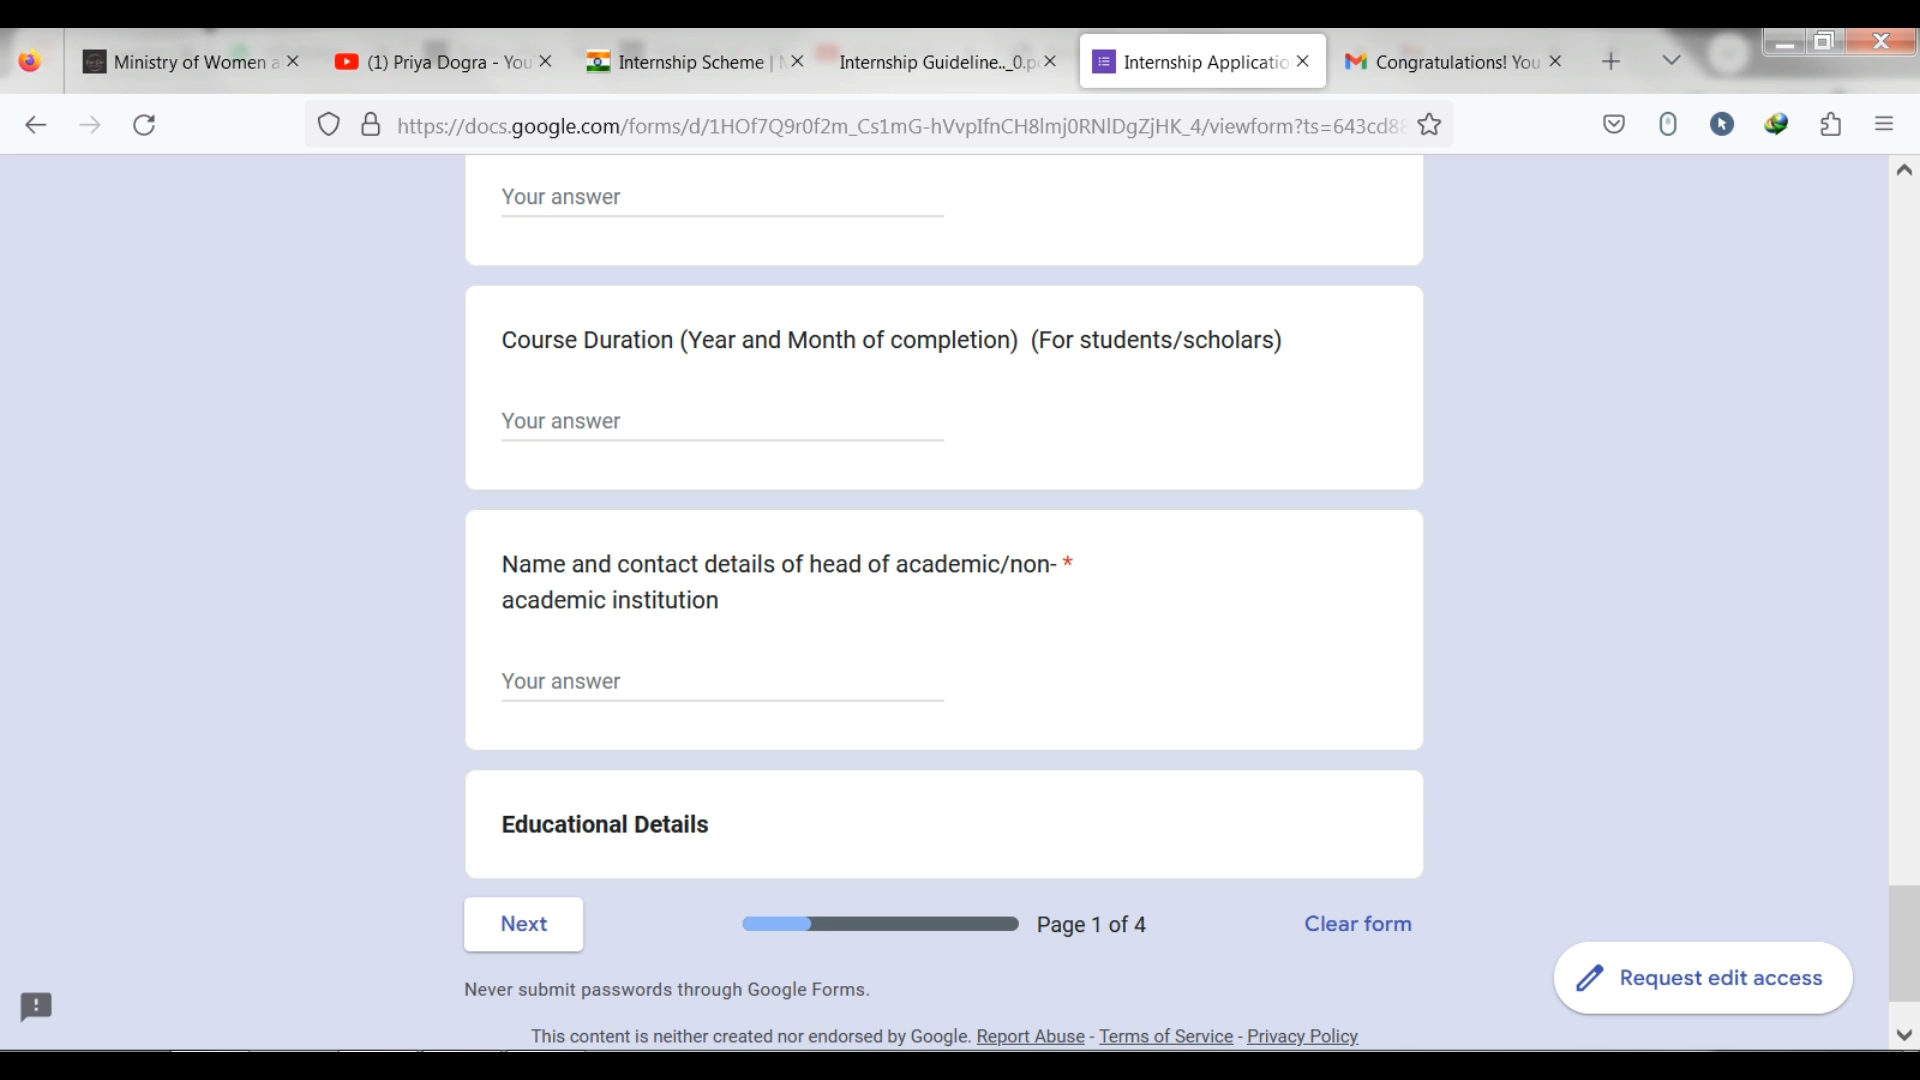 Ministry of Women a
(1) Priya Dogra - You
Internship Scheme |
Internship Guideline.._0.p
Internship Applicatio
Congratulations! You
https://docs.google.com/forms/d/1HOf7Q9r0f2m_Cs1mG-hVvpIfnCH8lmj0RNlDgZjHK_4/viewform?ts=643cd88
Your answer
Course Duration (Year and Month of completion) (For students/scholars)
Your answer
Name and contact details of head of academic/non- *
academic institution
Your answer
Educational Details
Next
Page 1 of 4
Clear form
Request edit access
Never submit passwords through Google Forms.
This content is neither created nor endorsed by Google. Report Abuse - Terms of Service - Privacy Policy